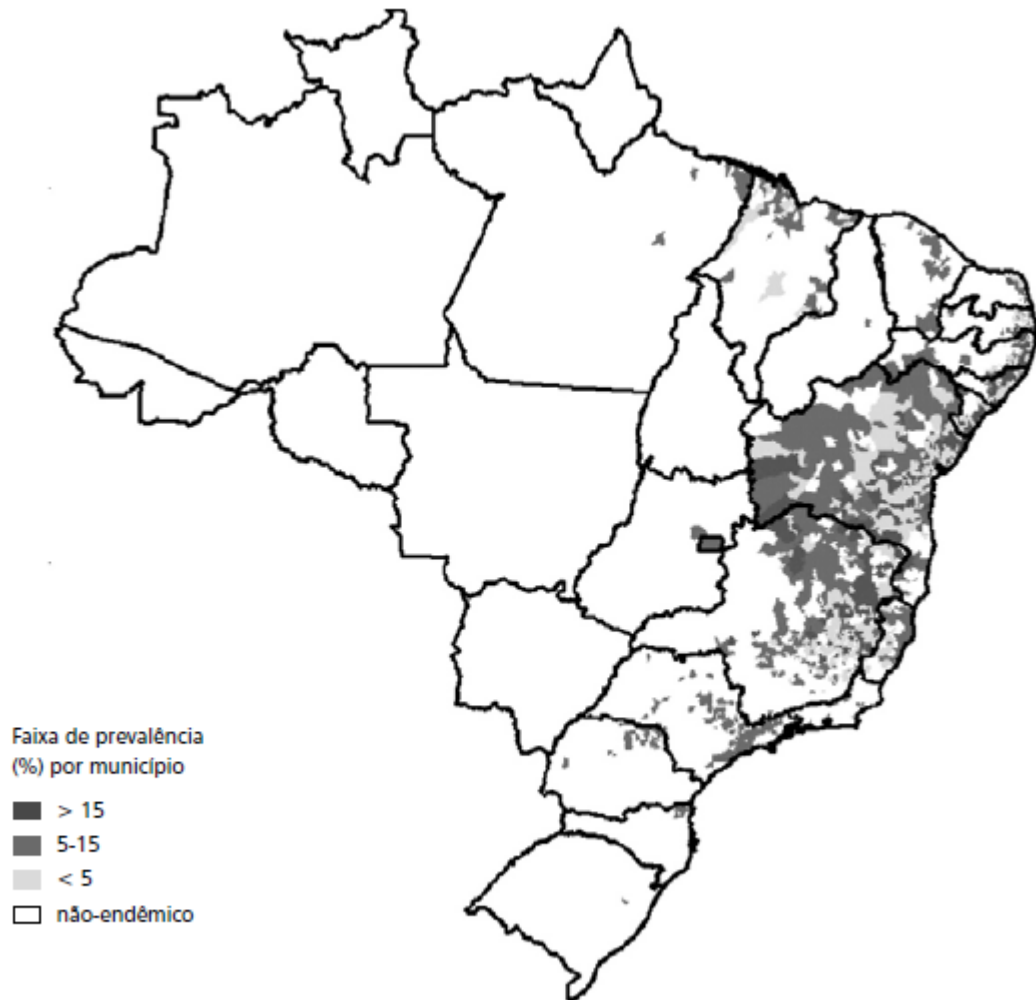 Faixa de prevalência
(%) por município
> 15
5-15
< 5
não-endêmico